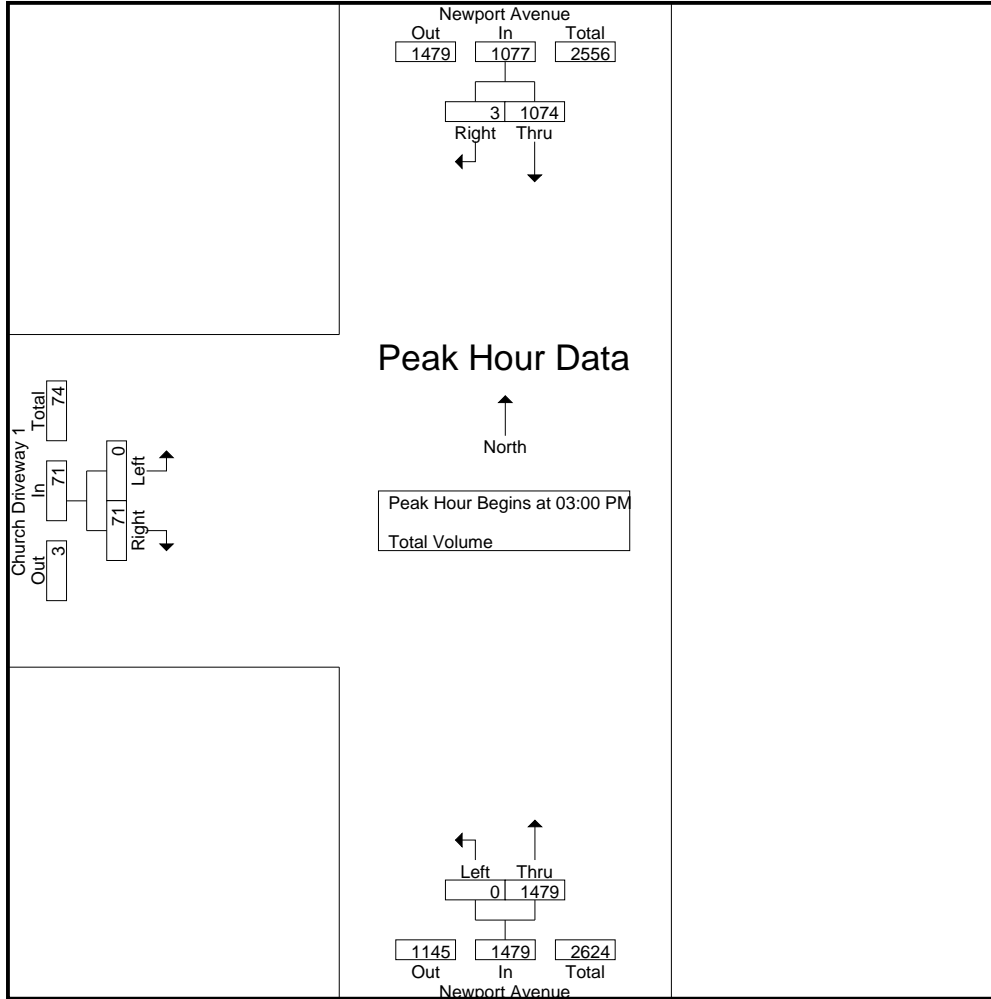 Newport Avenue
Out In Total
1479 1077 2556
3 1074
Right Thru
Peak Hour Data
North
Peak Hour Begins at 03:00 PM
Total Volume
Church Driveway 1
Out In Total
3 71 74
Right Left
71 0
Left Thru
0 1479
1145 1479 2624
Out In Total
Newport Avenue